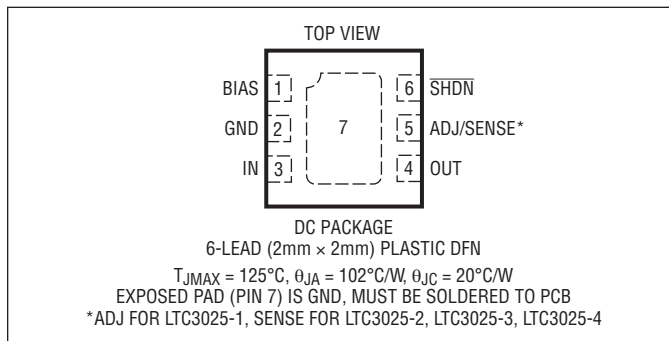 TOP VIEW
BIAS 1 6 SHDN
GND 2 7 5 ADJ/SENSE*
IN 3 4 OUT
DC PACKAGE
6-LEAD (2mm × 2mm) PLASTIC DFN
TJMAX = 125°C, θJA = 102°C/W, θJC = 20°C/W
EXPOSED PAD (PIN 7) IS GND, MUST BE SOLDERED TO PCB
*ADJ FOR LTC3025-1, SENSE FOR LTC3025-2, LTC3025-3, LTC3025-4